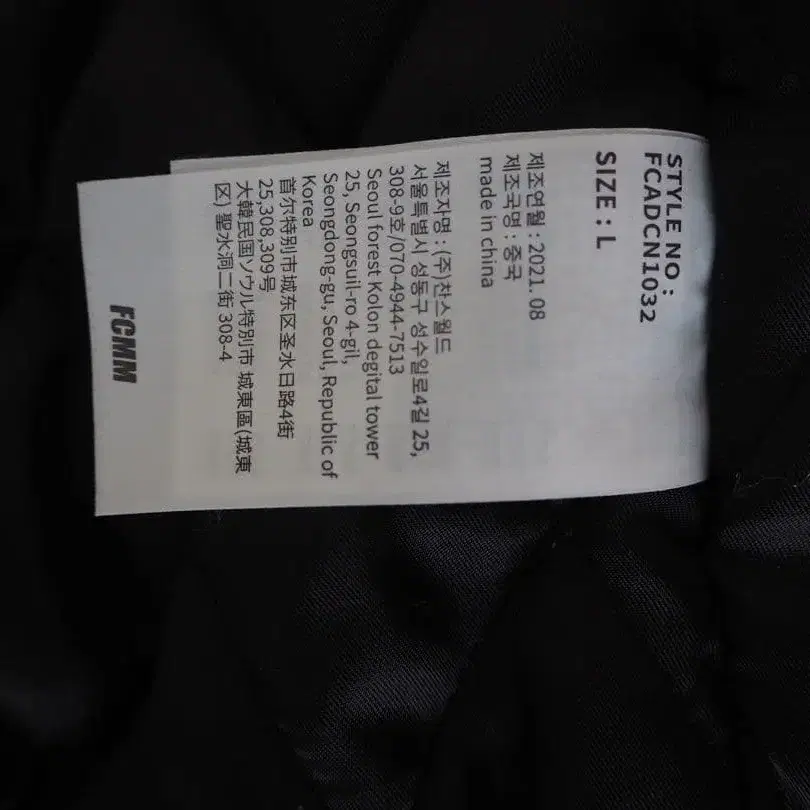 STYLE NO :
FCADCN1032
SIZE : L
제조연월 : 2021. 08
제조국명 : 중국
made in china
제조자명 : (주)찬스월드
서울특별시 성동구 성수일로4길 25,
308-9호/070-4944-7513
Seoul forest Kolon degital tower
25, Seongsuil-ro 4-gil,
Seongdong-gu, Seoul, Republic of
Korea
首尔特别市城东区圣水日路4街
25,308,309号
大韓民国ソウル特別市 城東區(城東
区) 聖水洞二街 308-4
FCMM